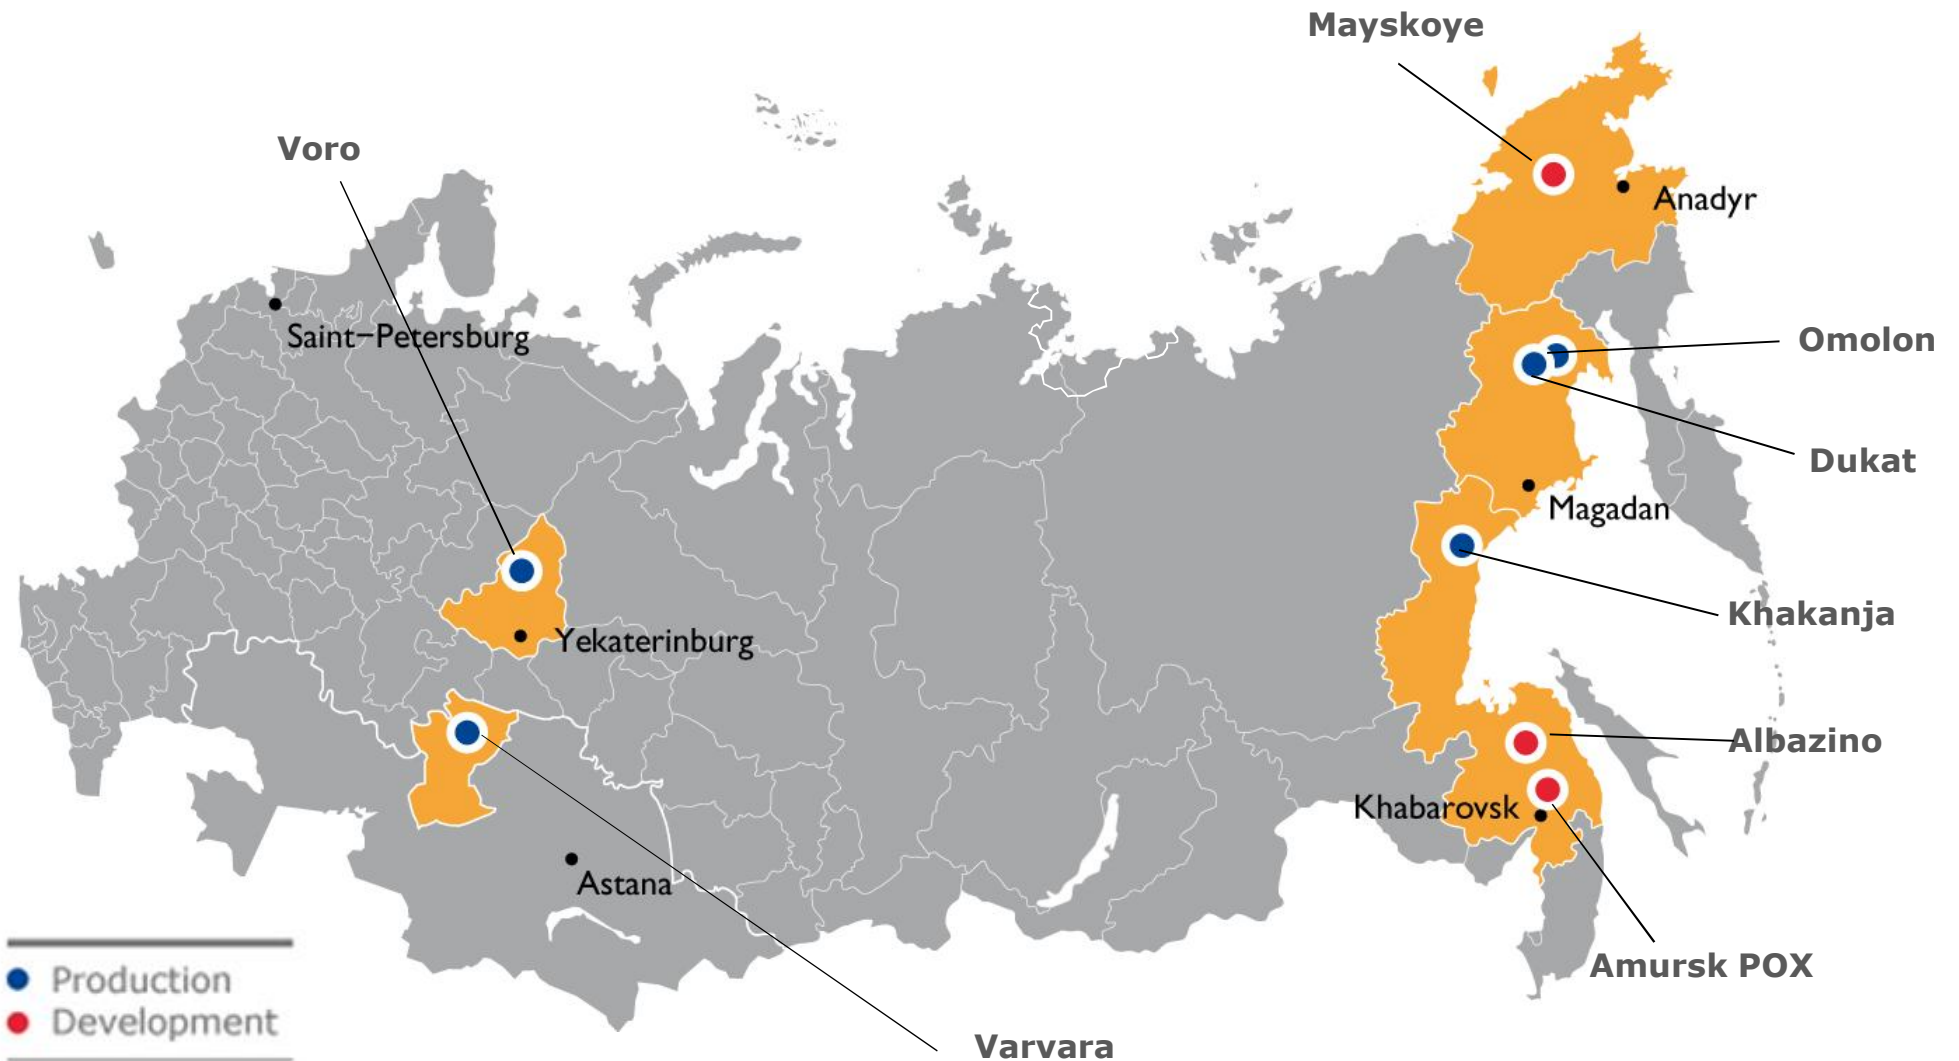 Mayskoye
Voro
Anadyr
Saint-Petersburg
Omolon
Dukat
Magadan
Khakanja
Yekaterinburg
Albazino
Khabarovsk
Astana
Amursk POX
Production
Development
Varvara